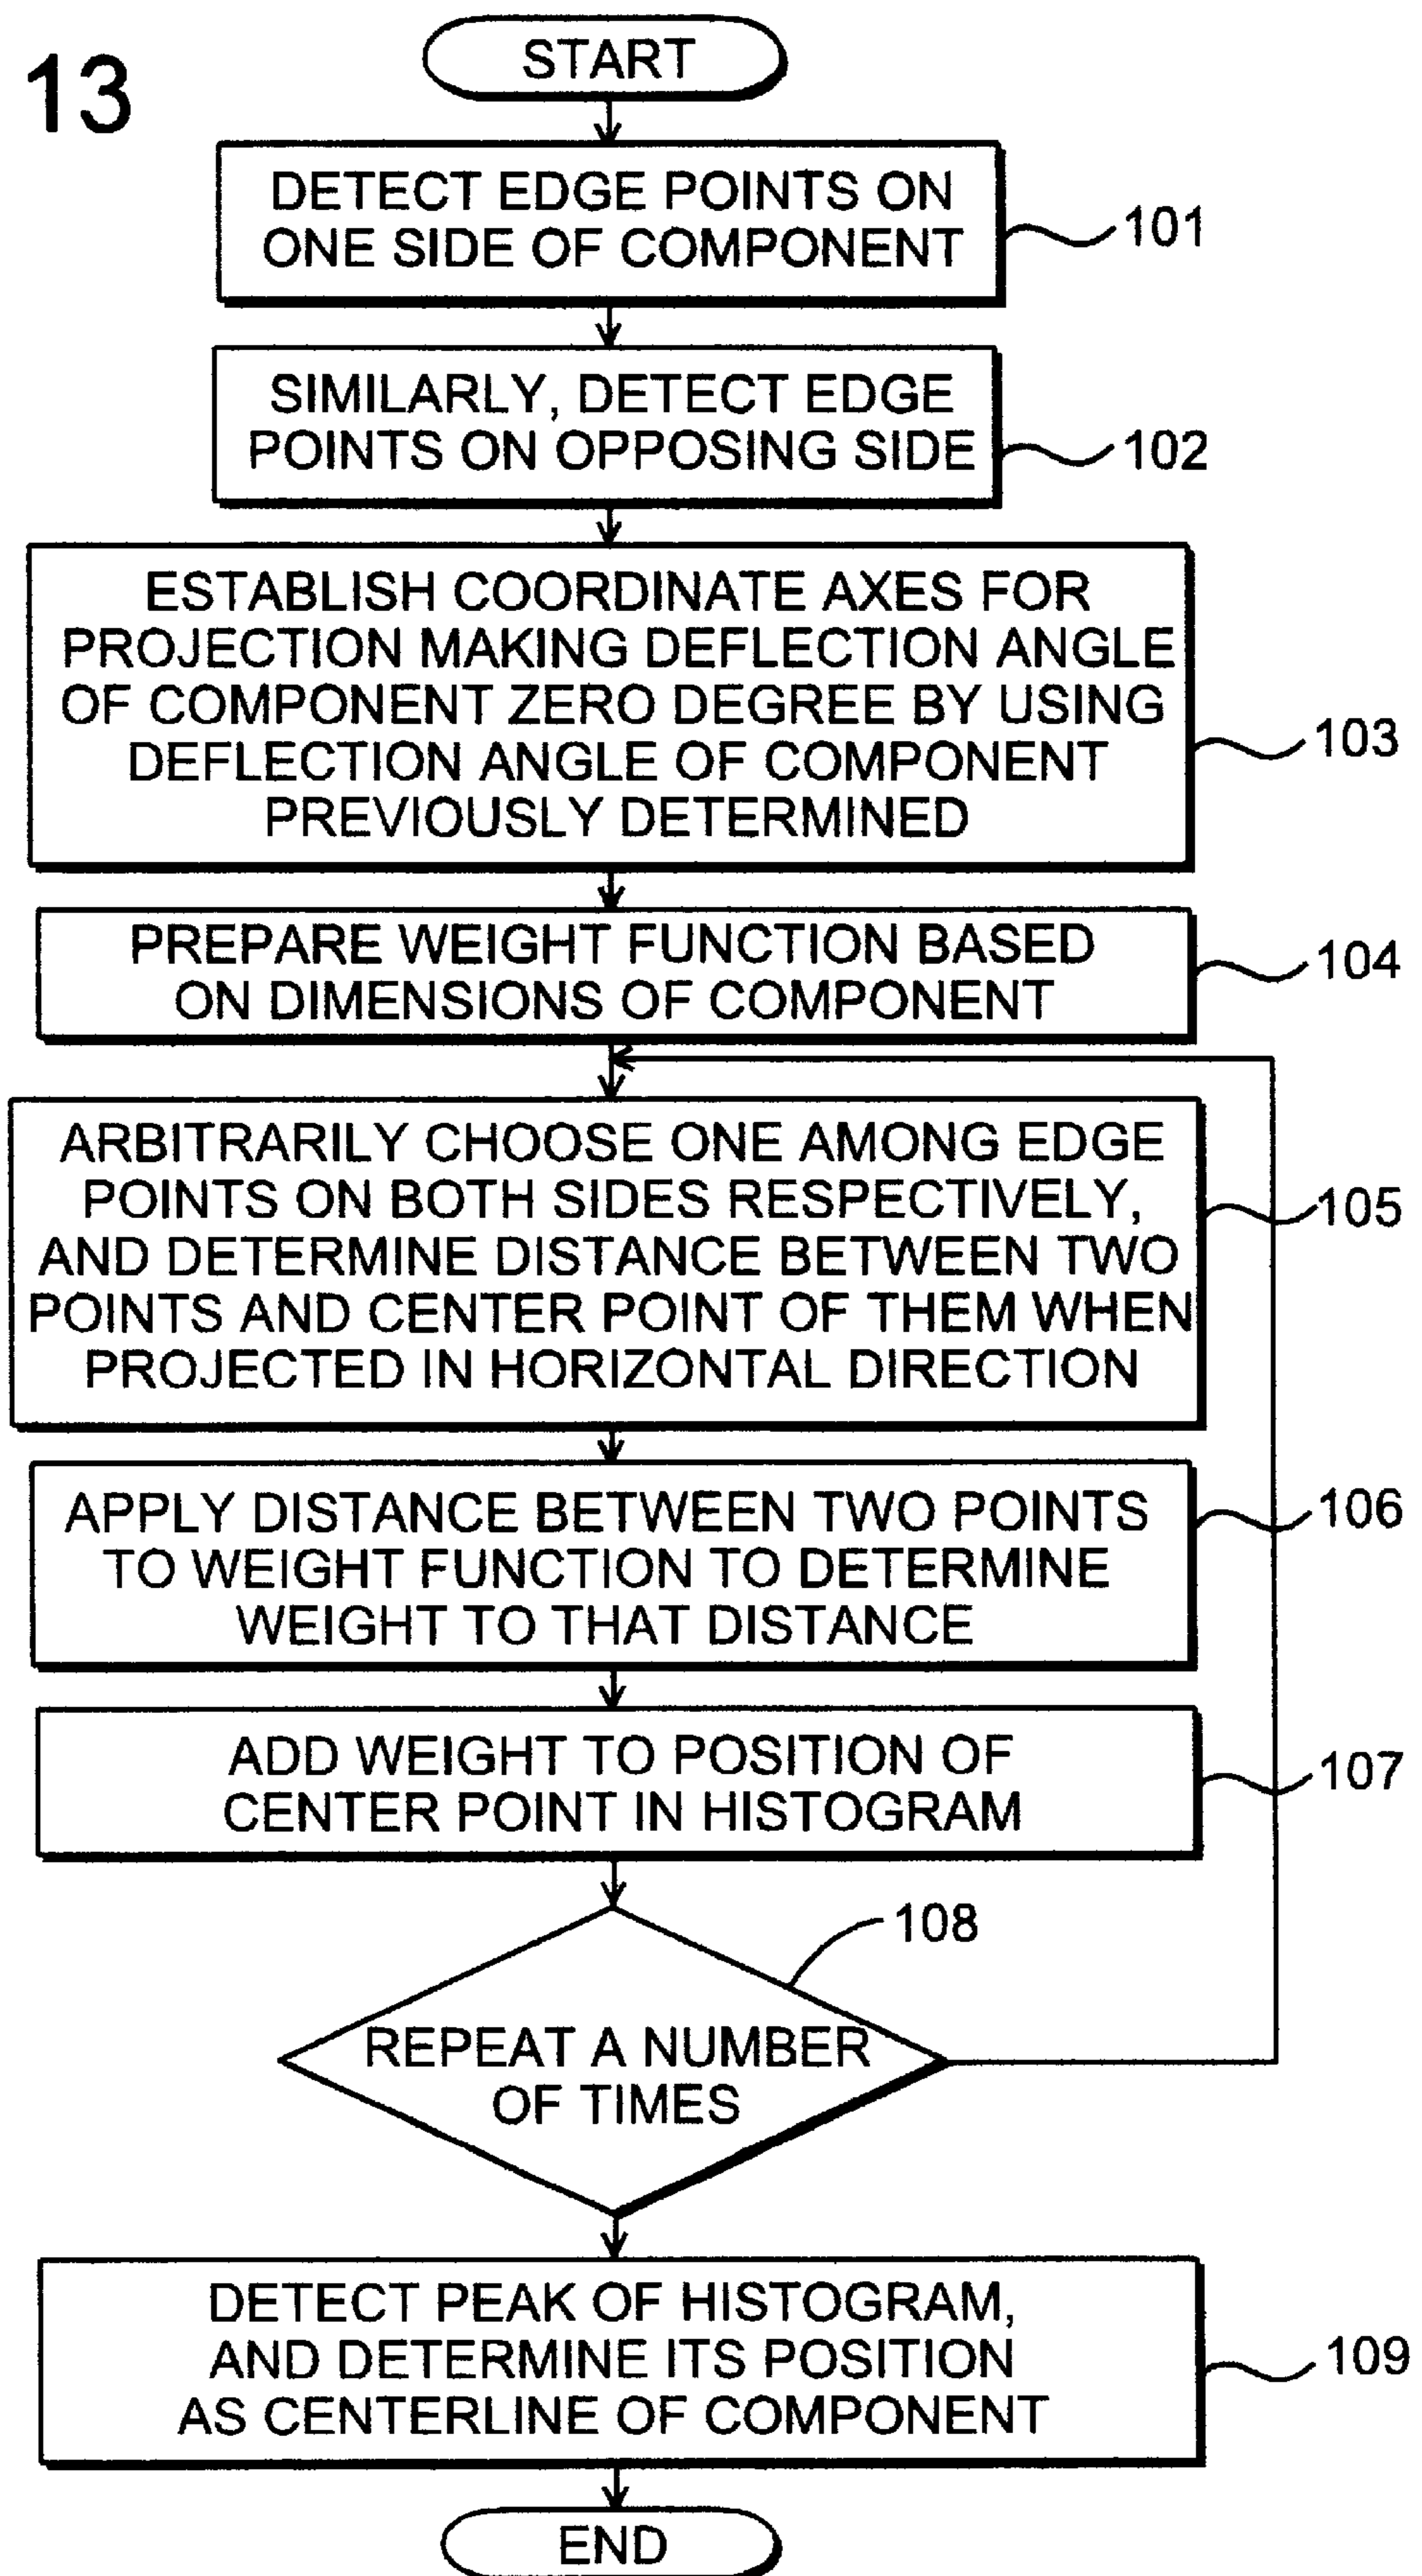 13
START
DETECT EDGE POINTS ON
ONE SIDE OF COMPONENT
101
SIMILARLY, DETECT EDGE
POINTS ON OPPOSING SIDE
102
ESTABLISH COORDINATE AXES FOR
PROJECTION MAKING DEFLECTION ANGLE
OF COMPONENT ZERO DEGREE BY USING
DEFLECTION ANGLE OF COMPONENT
PREVIOUSLY DETERMINED
103
PREPARE WEIGHT FUNCTION BASED
ON DIMENSIONS OF COMPONENT
104
ARBITRARILY CHOOSE ONE AMONG EDGE
POINTS ON BOTH SIDES RESPECTIVELY,
AND DETERMINE DISTANCE BETWEEN TWO
POINTS AND CENTER POINT OF THEM WHEN
PROJECTED IN HORIZONTAL DIRECTION
105
APPLY DISTANCE BETWEEN TWO POINTS
TO WEIGHT FUNCTION TO DETERMINE
WEIGHT TO THAT DISTANCE
106
ADD WEIGHT TO POSITION OF
CENTER POINT IN HISTOGRAM
107
108
REPEAT A NUMBER
OF TIMES
DETECT PEAK OF HISTOGRAM,
AND DETERMINE ITS POSITION
AS CENTERLINE OF COMPONENT
109
END